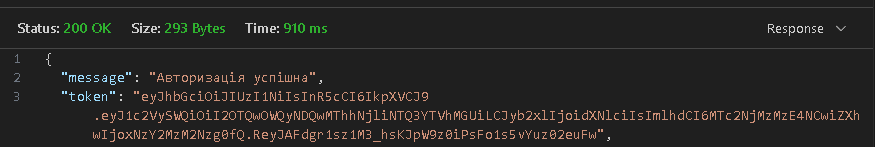 Status: 200 OK Size: 293 Bytes Time: 910 ms Response
1 {
2 "message": "Авторизація успішна",
3 "token": "eyJhbGciOiJIUzI1NiIsInR5cCI6IkpXVCJ9
.eyJ1c2VySWQiOiI2OTQwOWQyNDQwMThhNjliNTQ3YTVhMGUiLCJyb2xlIjoidXNlciIsImlhdCI6MTc2NjMzMzE4NCwiZXh
wIjoxNzY2MzM2Nzg0fQ.ReyJAFdgr1sz1M3_hsKJpW9z0iPsFo1s5vYuz02euFw",